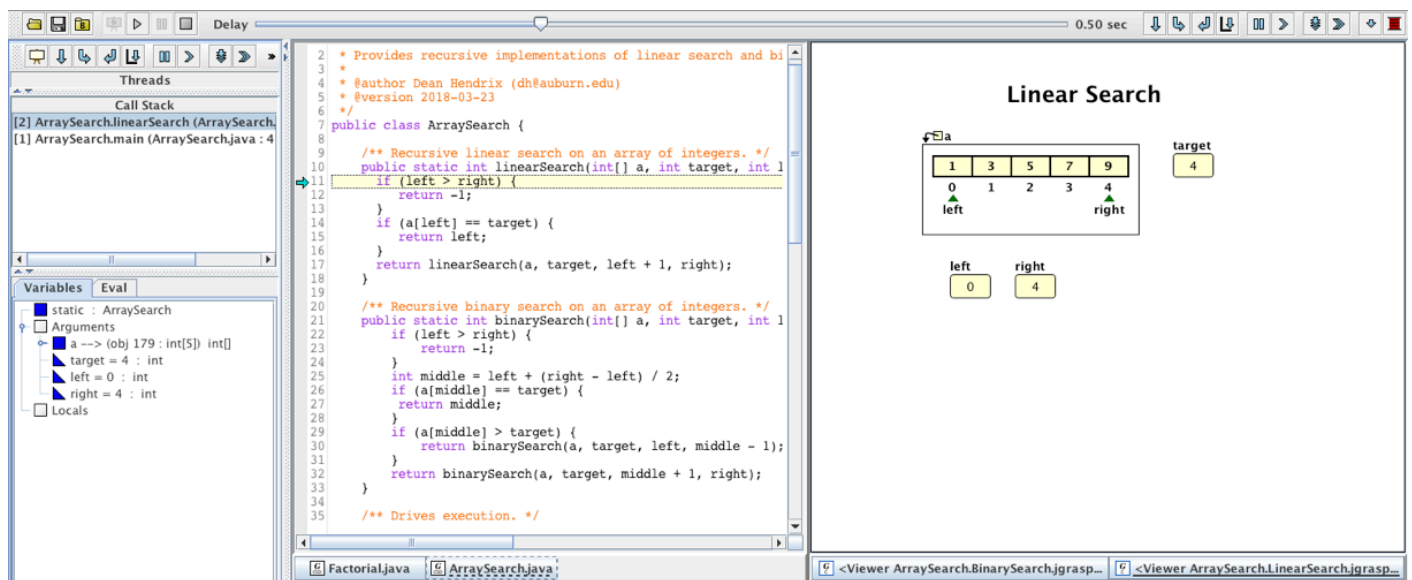 Delay
0.50 sec
Threads
Call Stack
[2] ArraySearch.linearSearch (ArraySearch.
[1] ArraySearch.main (ArraySearch.java : 4
Variables
Eval
static : ArraySearch
Arguments
a --> (obj 179 : int[5]) int[]
target = 4 : int
left = 0 : int
right = 4 : int
Locals
2 * Provides recursive implementations of linear search and bi
3 *
4 * @author Dean Hendrix (dh@auburn.edu)
5 * @version 2018-03-23
6 */
7 public class ArraySearch {
8
9 /** Recursive linear search on an array of integers. */
10 public static int linearSearch(int[] a, int target, int l
11 if (left > right) {
12 return -1;
13 }
14 if (a[left] == target) {
15 return left;
16 }
17 return linearSearch(a, target, left + 1, right);
18 }
19
20 /** Recursive binary search on an array of integers. */
21 public static int binarySearch(int[] a, int target, int l
22 if (left > right) {
23 return -1;
24 }
25 int middle = left + (right - left) / 2;
26 if (a[middle] == target) {
27 return middle;
28 }
29 if (a[middle] > target) {
30 return binarySearch(a, target, left, middle - 1);
31 }
32 return binarySearch(a, target, middle + 1, right);
33 }
34
35 /** Drives execution. */
Factorial.java
ArraySearch.java
Linear Search
a
1 3 5 7 9
0 1 2 3 4
left right
target
4
left right
0 4
<Viewer ArraySearch.BinarySearch.jgrasp...
<Viewer ArraySearch.LinearSearch.jgrasp...